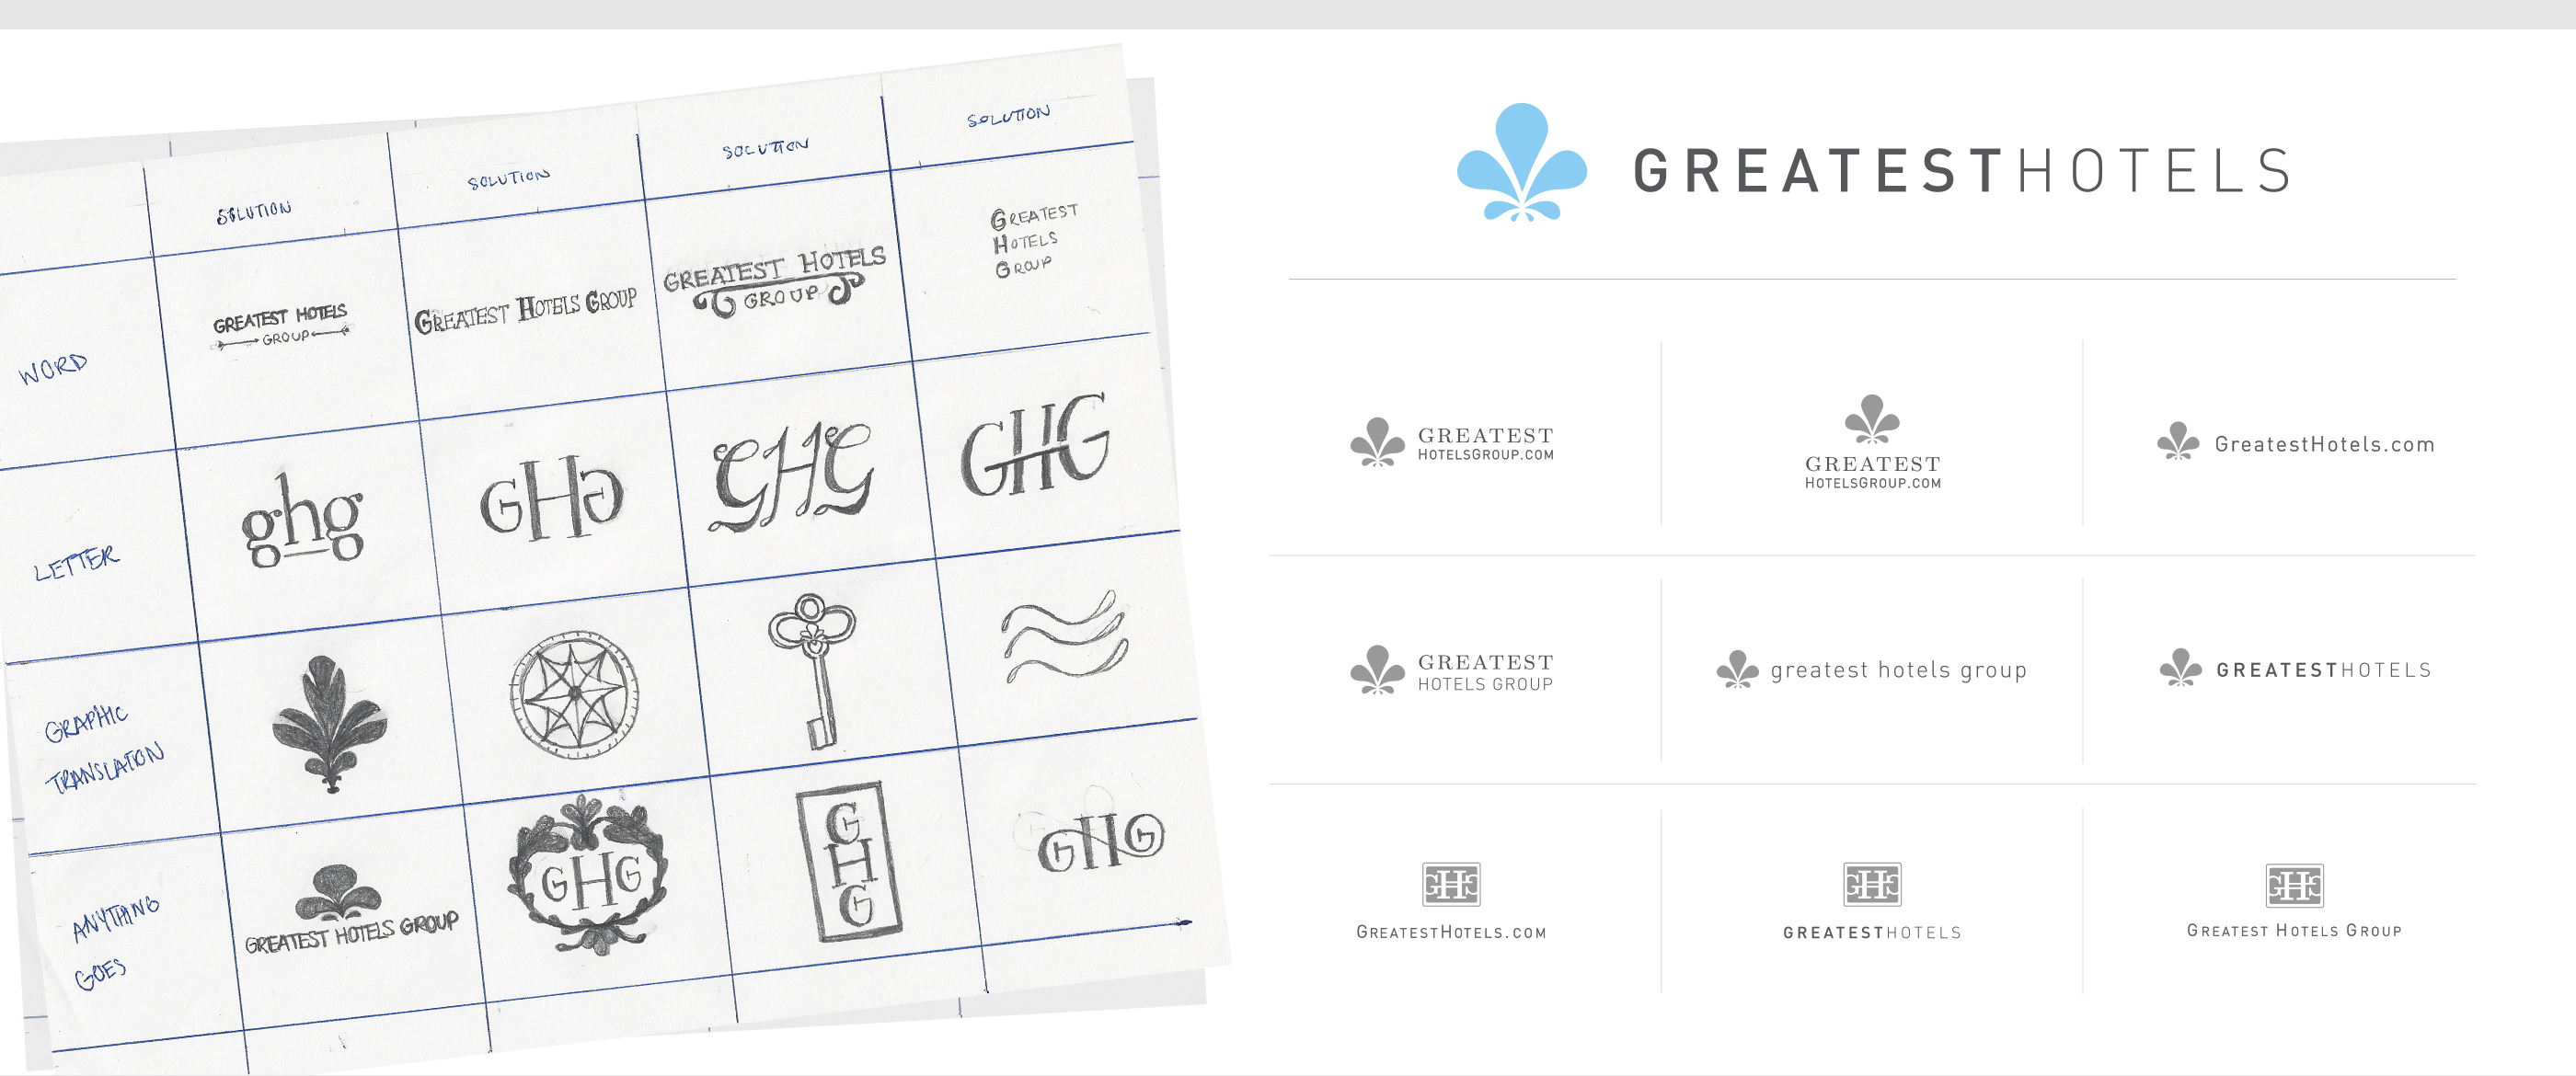 SOLUTION
SOLUTION
SOLUTION
SOLUTION
WORD
GREATEST HOTELS
GROUP
GREATEST HOTELS GROUP
GREATEST HOTELS
GROUP
GREATEST
HOTELS
GROUP
LETTER
ghg
GHG
GHG
GHG
GRAPHIC
TRANSLATION
ANYTHING
GOES
GREATEST HOTELS GROUP
GHG
G
H
G
GHG
GREATESTHOTELS
GREATEST
HOTELSGROUP.COM
GREATEST
HOTELSGROUP.COM
GreatestHotels.com
GREATEST
HOTELS GROUP
greatest hotels group
GREATESTHOTELS
GHG
GREATESTHOTELS.COM
GHG
GREATESTHOTELS
GHG
GREATEST HOTELS GROUP